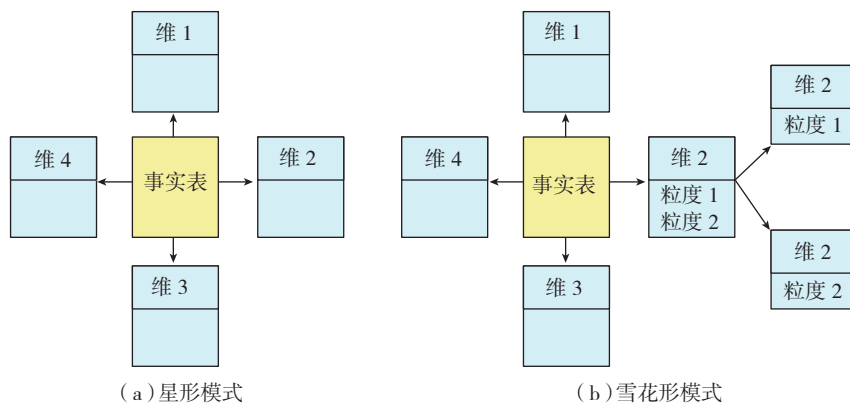 维 1
维 4
事实表
维 2
维 3
(a)星形模式
维 1
维 4
事实表
维 2
粒度 1
粒度 2
维 3
维 2
粒度 1
维 2
粒度 2
(b)雪花形模式